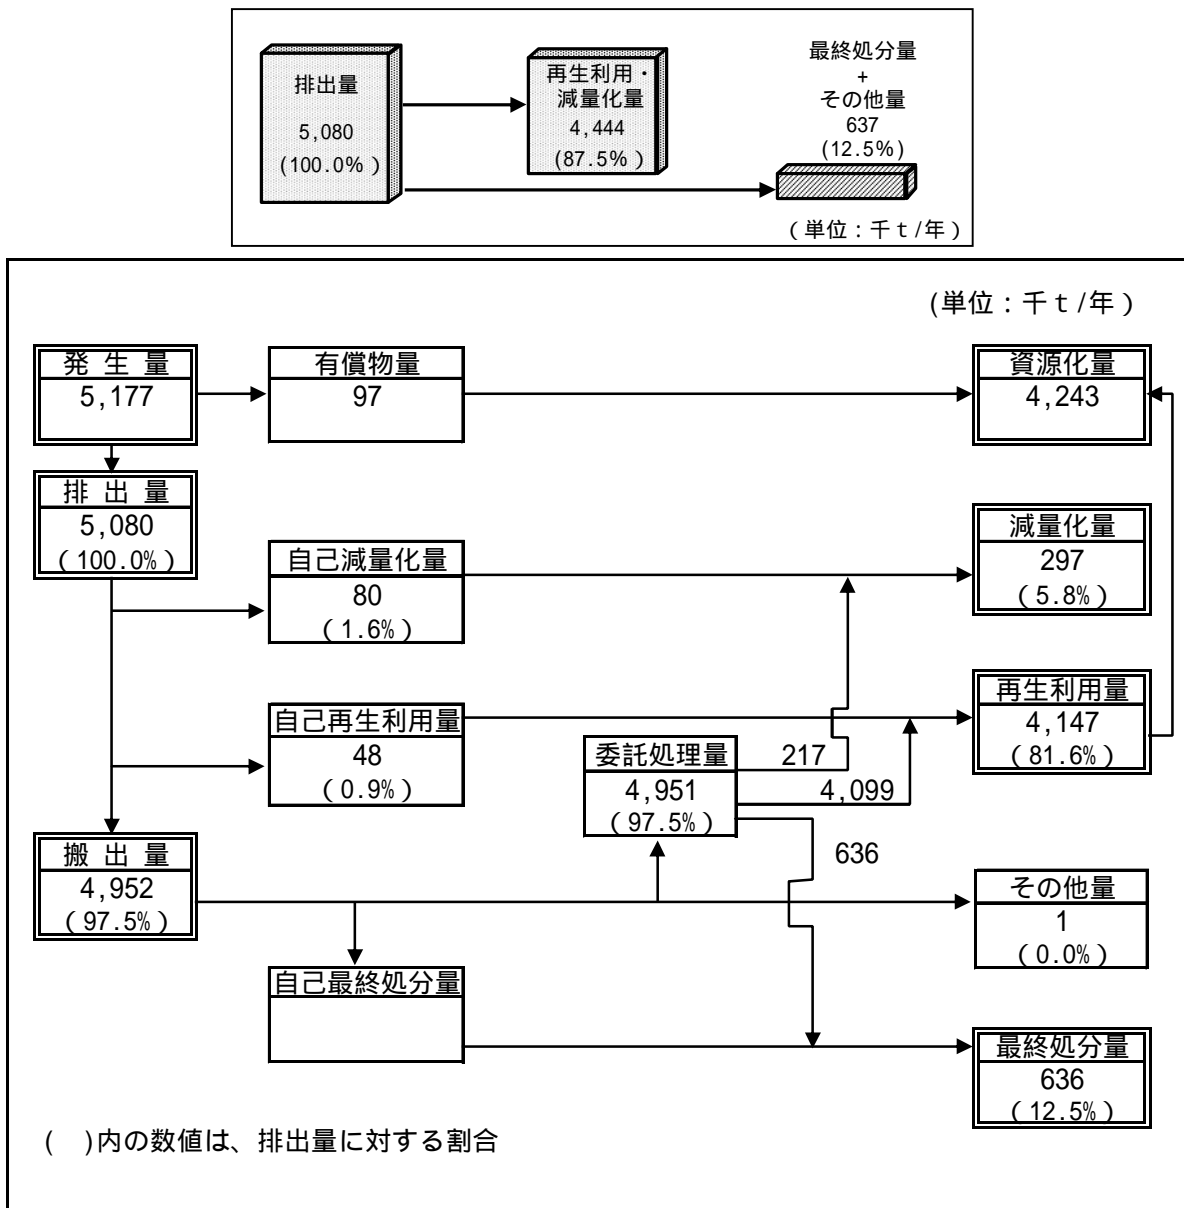 排出量
5,080
(100.0%)
再生利用・
減量化量
4,444
(87.5%)
最終処分量
+
その他量
637
(12.5%)
(単位:千t/年)
(単位:千t/年)
発生量
5,177
有償物量
97
資源化量
4,243
排出量
5,080
(100.0%)
自己減量化量
80
(1.6%)
減量化量
297
(5.8%)
自己再生利用量
48
(0.9%)
再生利用量
4,147
(81.6%)
委託処理量
4,951
(97.5%)
217
4,099
636
搬出量
4,952
(97.5%)
その他量
1
(0.0%)
自己最終処分量
最終処分量
636
(12.5%)
( )内の数値は、排出量に対する割合